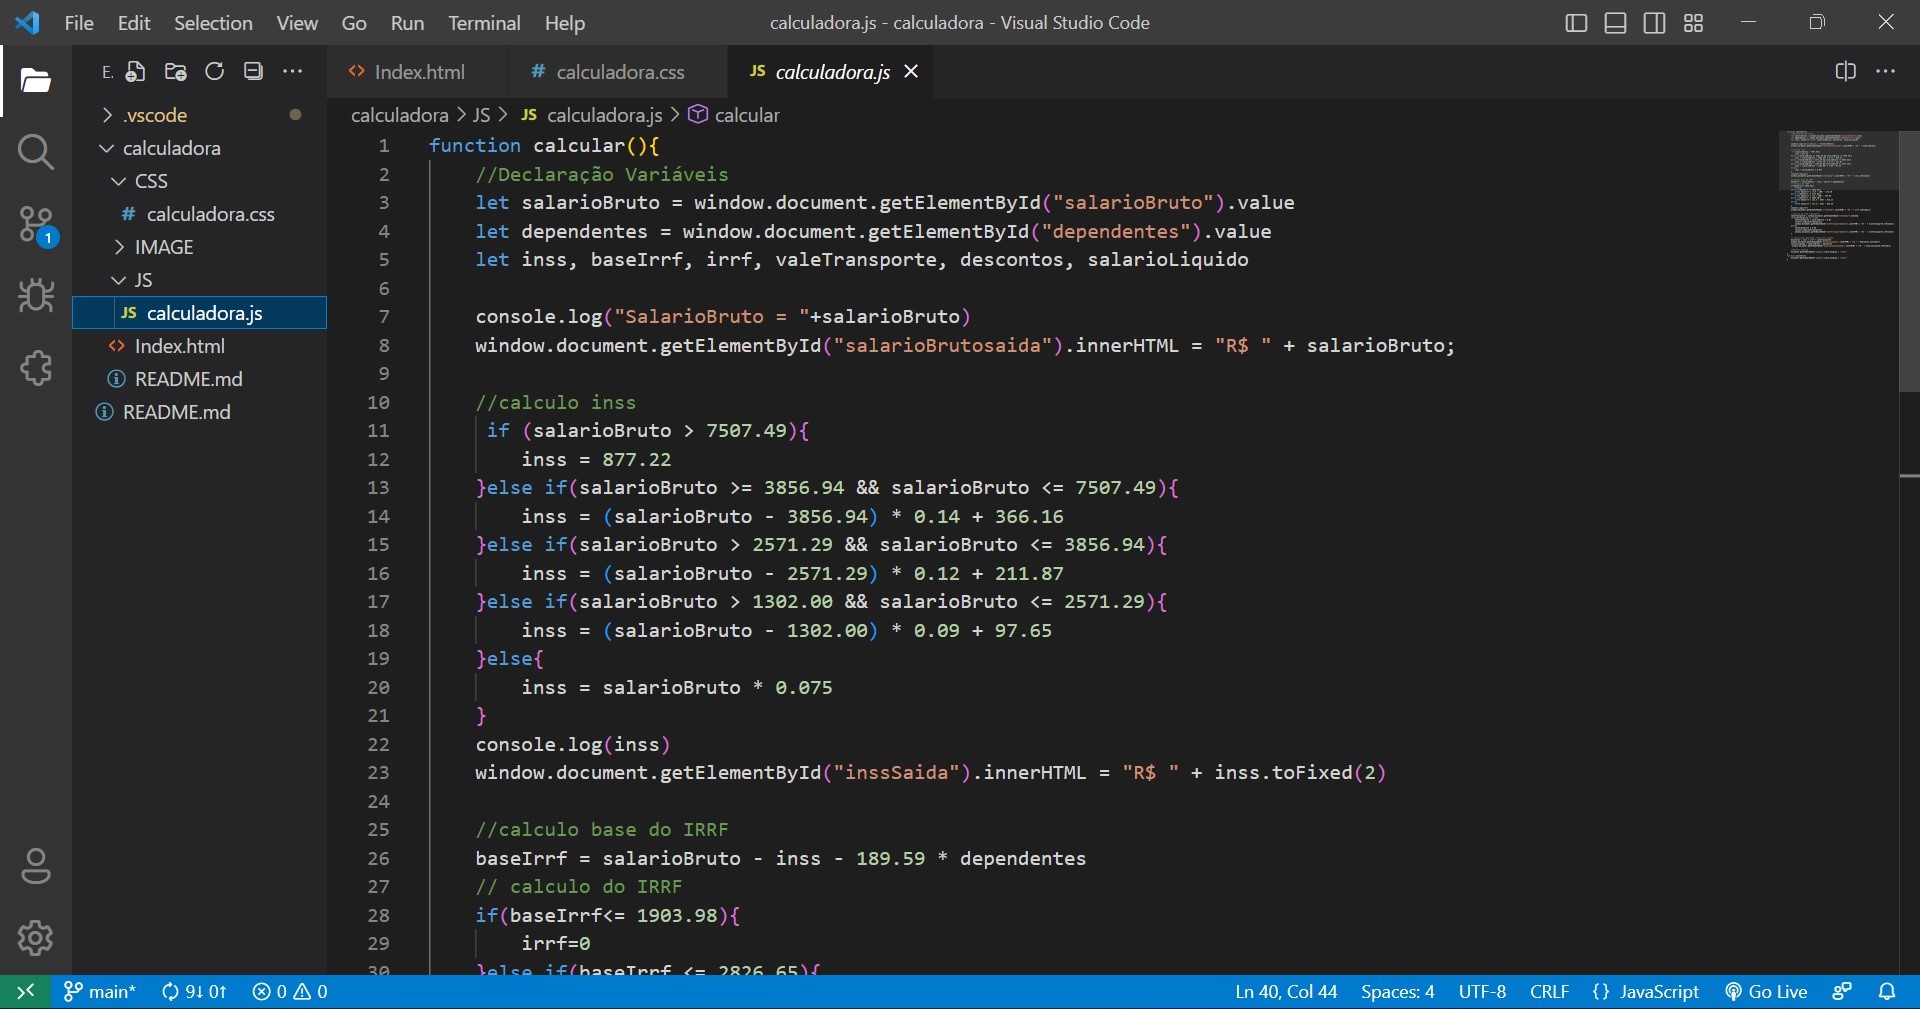 File Edit Selection View Go Run Terminal Help calculadora.js - calculadora - Visual Studio Code
E.
Index.html # calculadora.css JS calculadora.js
.vscode
calculadora
CSS
# calculadora.css
IMAGE
JS
JS calculadora.js
Index.html
README.md
README.md
1
calculadora > JS > JS calculadora.js > calcular
1 function calcular(){
2 //Declaração Variáveis
3 let salarioBruto = window.document.getElementById("salarioBruto").value
4 let dependentes = window.document.getElementById("dependentes").value
5 let inss, baseIrrf, irrf, valeTransporte, descontos, salarioLiquido
6
7 console.log("SalarioBruto = "+salarioBruto)
8 window.document.getElementById("salarioBrutosaida").innerHTML = "R$ " + salarioBruto;
9
10 //calculo inss
11 if (salarioBruto > 7507.49){
12 inss = 877.22
13 }else if(salarioBruto >= 3856.94 && salarioBruto <= 7507.49){
14 inss = (salarioBruto - 3856.94) * 0.14 + 366.16
15 }else if(salarioBruto > 2571.29 && salarioBruto <= 3856.94){
16 inss = (salarioBruto - 2571.29) * 0.12 + 211.87
17 }else if(salarioBruto > 1302.00 && salarioBruto <= 2571.29){
18 inss = (salarioBruto - 1302.00) * 0.09 + 97.65
19 }else{
20 inss = salarioBruto * 0.075
21 }
22 console.log(inss)
23 window.document.getElementById("inssSaida").innerHTML = "R$ " + inss.toFixed(2)
24
25 //calculo base do IRRF
26 baseIrrf = salarioBruto - inss - 189.59 * dependentes
27 // calculo do IRRF
28 if(baseIrrf<= 1903.98){
29 irrf=0
30 }else if(baseIrrf <= 2826.65){
main* 9↓ 0↑ 0 0 Ln 40, Col 44 Spaces: 4 UTF-8 CRLF {} JavaScript Go Live